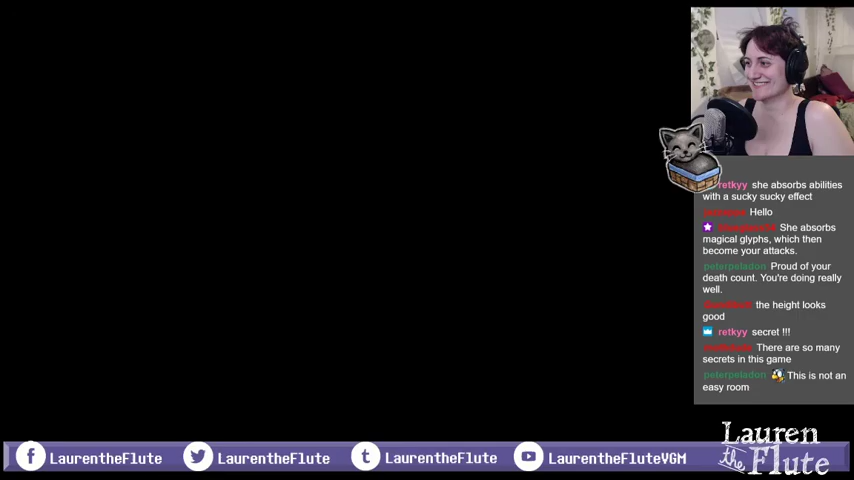 retkyy she absorbs abilities
with a sucky sucky effect
Hello
She absorbs
magical glyphs, which then
become your attacks.
peterpeladon Proud of your
death count. You're doing really
well.
the height looks
good
retkyy secret !!!
There are so many
secrets in this game
peterpeladon This is not an
easy room
LaurentheFlute
LaurentheFlute
LaurentheFlute
LaurentheFluteVGM
Lauren
the Flute